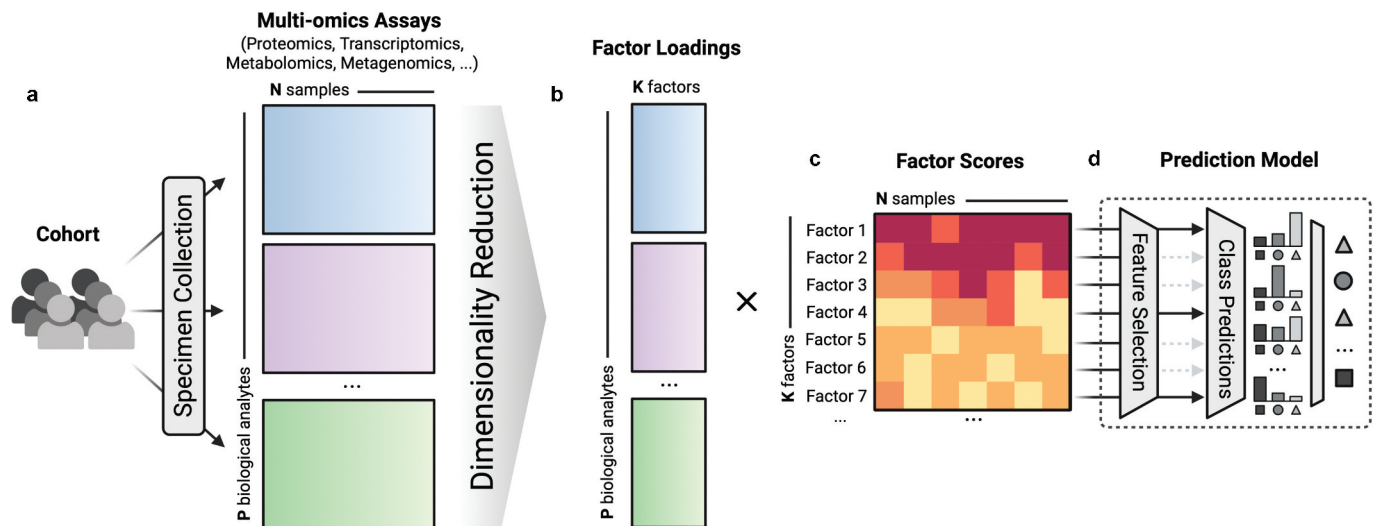 a
Cohort
Specimen Collection
Multi-omics Assays
(Proteomics, Transcriptomics,
Metabolomics, Metagenomics, ...)
N samples
P biological analytes
...
Dimensionality Reduction
b
Factor Loadings
K factors
P biological analytes
...
×
c
Factor Scores
N samples
K factors
Factor 1
Factor 2
Factor 3
Factor 4
Factor 5
Factor 6
Factor 7
...
...
d
Prediction Model
Feature Selection
Class Predictions
...
...